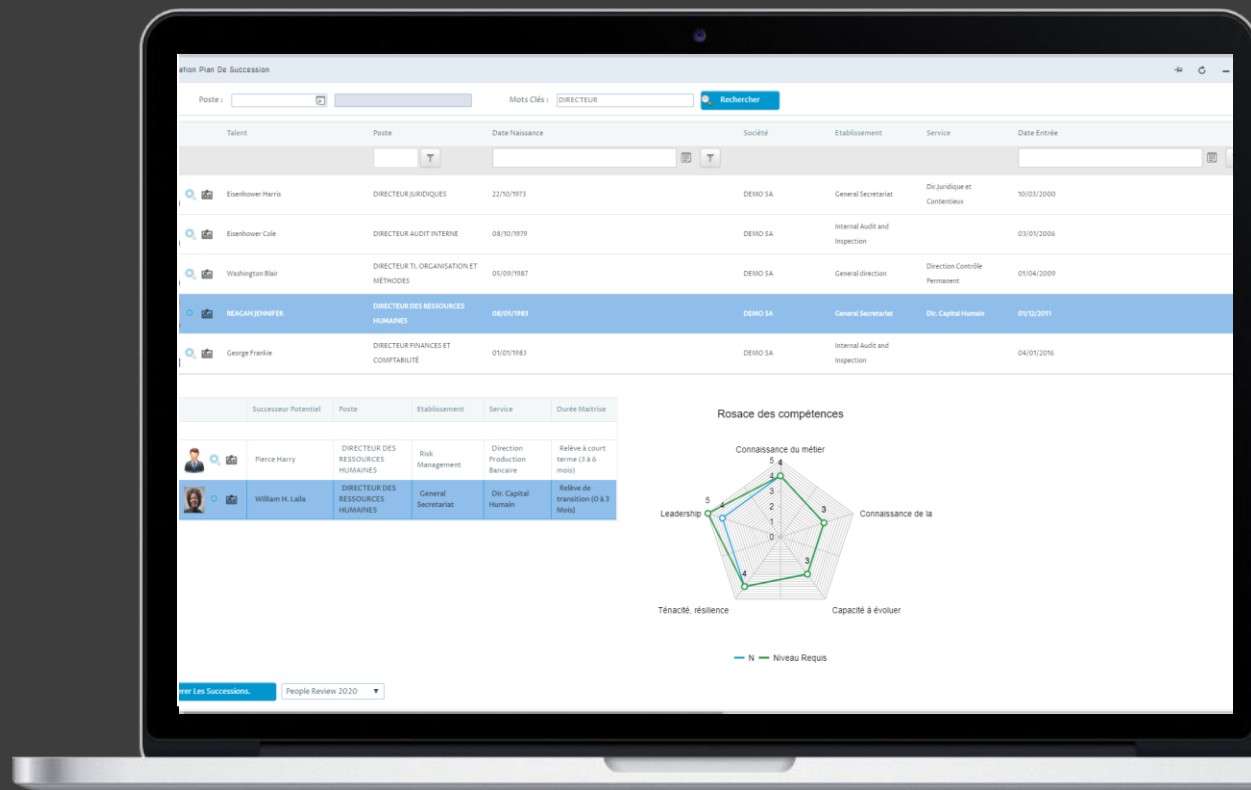 ation Plan De Succession
Poste : Mots Clés : DIRECTEUR Rechercher
Talent Poste Date Naissance Société Etablissement Service Date Entrée
Eisenhower Harris DIRECTEUR JURIDIQUES 22/10/1973 DEMO SA General Secretariat Dir.Juridique et Contentieux 10/03/2000
Eisenhower Cole DIRECTEUR AUDIT INTERNE 08/10/1979 DEMO SA Internal Audit and Inspection 03/01/2006
Washington Blair DIRECTEUR TI. ORGANISATION ET MÉTHODES 05/09/1987 DEMO SA General direction Direction Contrôle Permanent 01/04/2009
REAGAN JENNIFER DIRECTEUR DES RESSOURCES HUMAINES 08/05/1983 DEMO SA General Secretariat Dir. Capital Humain 01/12/2011
George Frankie DIRECTEUR FINANCES ET COMPTABILITÉ 01/01/1983 DEMO SA Internal Audit and Inspection 04/01/2016
Successeur Potentiel Poste Etablissement Service Durée Maitrise
Pierce Harry DIRECTEUR DES RESSOURCES HUMAINES Risk Management Direction Production Bancaire Relève à court terme (3 à 6 mois)
William H. Laila DIRECTEUR DES RESSOURCES HUMAINES General Secretariat Dir. Capital Humain Relève de transition (0 à 3 Mois)
Rosace des compétences
Connaissance du métier
5 4
4
3
2
1
0
5
4
Leadership
3
Connaissance de la
3
4
Ténacité, résilience
Capacité à évoluer
N Niveau Requis
rer Les Successions. People Review 2020